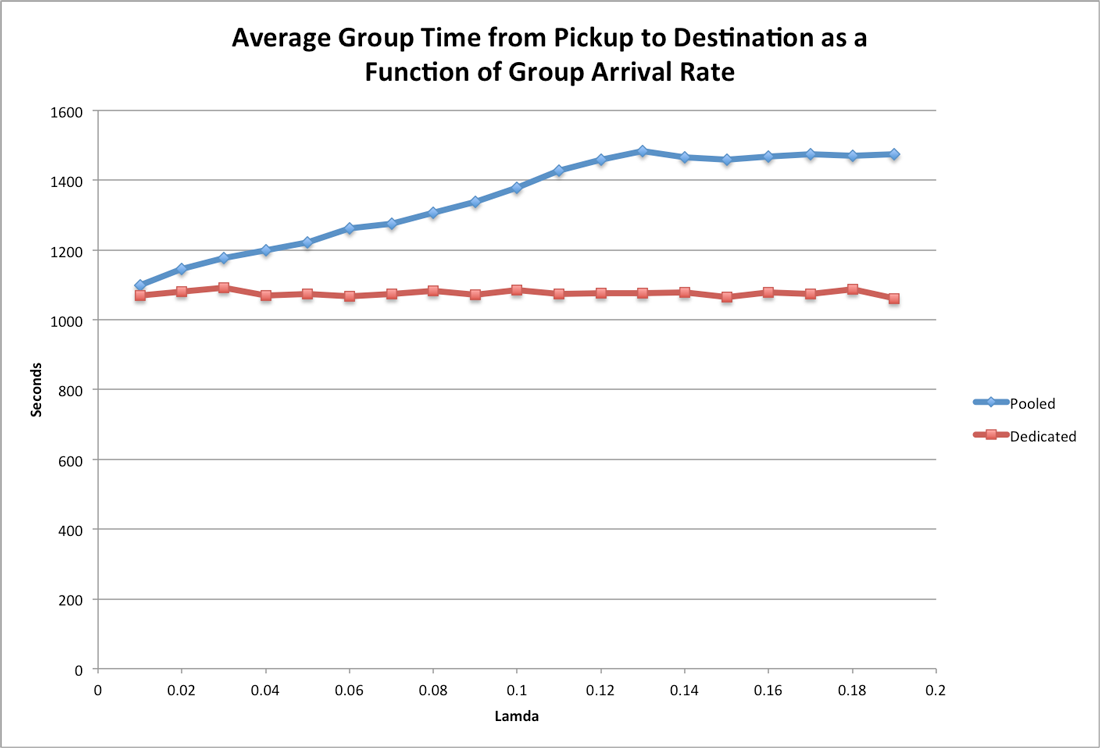 Average Group Time from Pickup to Destination as a
Function of Group Arrival Rate
1600
1400
1200
1000
800
600
400
200
0
Seconds
0 0.02 0.04 0.06 0.08 0.1 0.12 0.14 0.16 0.18 0.2
Lamda
Pooled
Dedicated